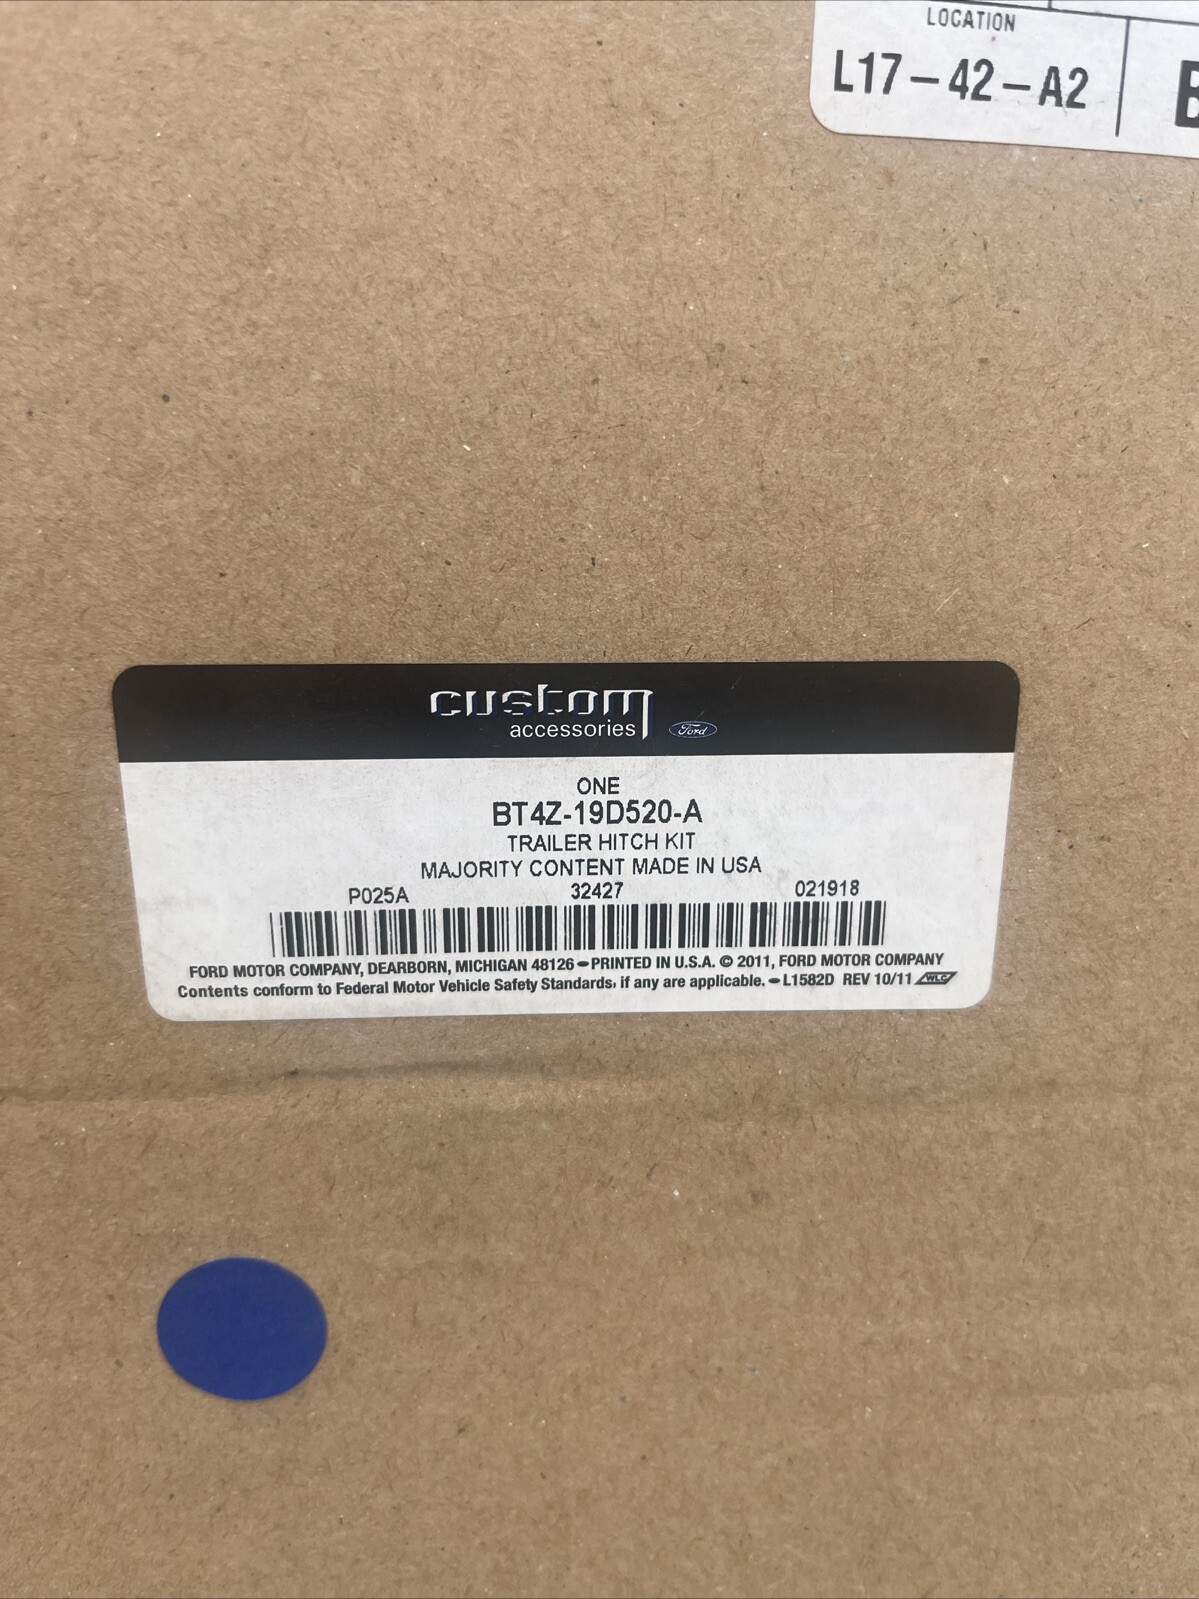 LOCATION
L17-42-A2
custom
accessories Ford
ONE
BT4Z-19D520-A
TRAILER HITCH KIT
MAJORITY CONTENT MADE IN USA
P025A 32427 021918
FORD MOTOR COMPANY, DEARBORN, MICHIGAN 48126 – PRINTED IN U.S.A. © 2011, FORD MOTOR COMPANY
Contents conform to Federal Motor Vehicle Safety Standards, if any are applicable. – L1582D REV 10/11 WLC